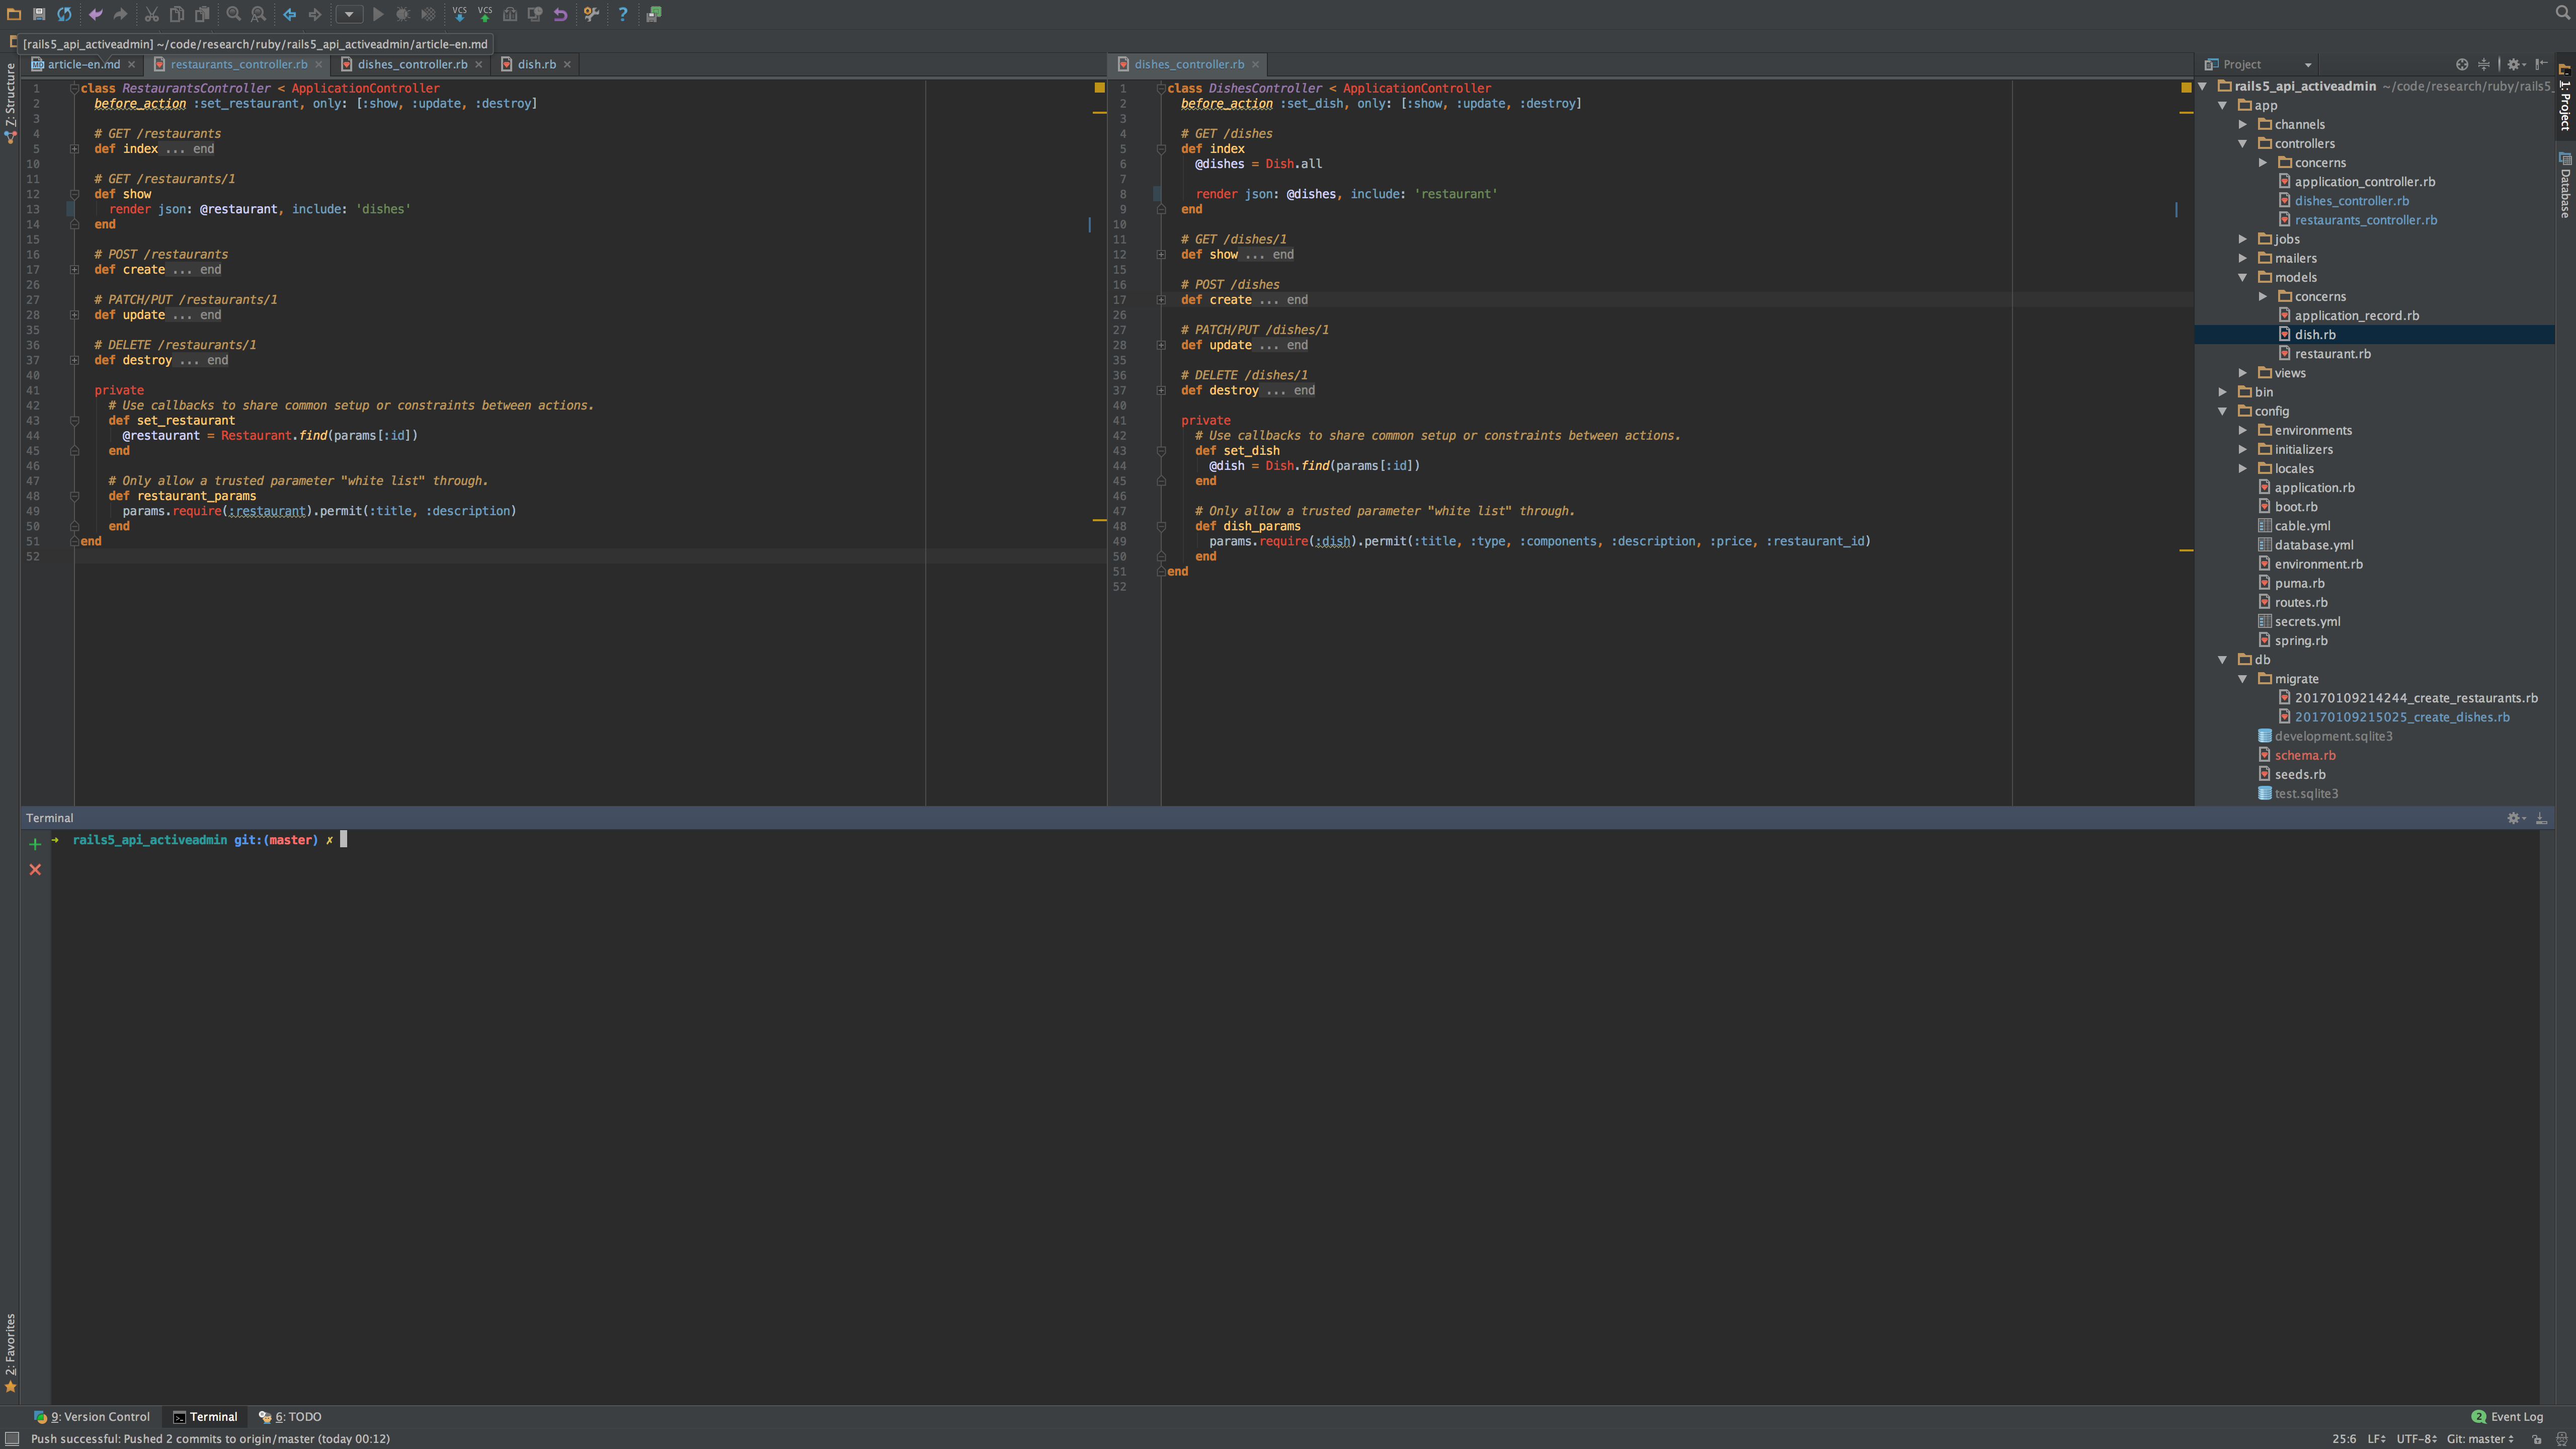 VCS VCS
[rails5_api_activeadmin] ~/code/research/ruby/rails5_api_activeadmin/article-en.md
article-en.md restaurants_controller.rb dishes_controller.rb dish.rb
1 class RestaurantsController < ApplicationController
2 before_action :set_restaurant, only: [:show, :update, :destroy]
3
4 # GET /restaurants
5 def index ... end
10
11 # GET /restaurants/1
12 def show
13 render json: @restaurant, include: 'dishes'
14 end
15
16 # POST /restaurants
17 def create ... end
26
27 # PATCH/PUT /restaurants/1
28 def update ... end
35
36 # DELETE /restaurants/1
37 def destroy ... end
40
41 private
42 # Use callbacks to share common setup or constraints between actions.
43 def set_restaurant
44 @restaurant = Restaurant.find(params[:id])
45 end
46
47 # Only allow a trusted parameter "white list" through.
48 def restaurant_params
49 params.require(:restaurant).permit(:title, :description)
50 end
51 end
52
dishes_controller.rb
1 class DishesController < ApplicationController
2 before_action :set_dish, only: [:show, :update, :destroy]
3
4 # GET /dishes
5 def index
6 @dishes = Dish.all
7
8 render json: @dishes, include: 'restaurant'
9 end
10
11 # GET /dishes/1
12 def show ... end
15
16 # POST /dishes
17 def create ... end
26
27 # PATCH/PUT /dishes/1
28 def update ... end
35
36 # DELETE /dishes/1
37 def destroy ... end
40
41 private
42 # Use callbacks to share common setup or constraints between actions.
43 def set_dish
44 @dish = Dish.find(params[:id])
45 end
46
47 # Only allow a trusted parameter "white list" through.
48 def dish_params
49 params.require(:dish).permit(:title, :type, :components, :description, :price, :restaurant_id)
50 end
51 end
52
Project
rails5_api_activeadmin ~/code/research/ruby/rails5_
app
channels
controllers
concerns
application_controller.rb
dishes_controller.rb
restaurants_controller.rb
jobs
mailers
models
concerns
application_record.rb
dish.rb
restaurant.rb
views
bin
config
environments
initializers
locales
application.rb
boot.rb
cable.yml
database.yml
environment.rb
puma.rb
routes.rb
secrets.yml
spring.rb
db
migrate
20170109214244_create_restaurants.rb
20170109215025_create_dishes.rb
development.sqlite3
schema.rb
seeds.rb
test.sqlite3
1: Project
Database
Z: Structure
2: Favorites
Terminal
→ rails5_api_activeadmin git:(master) ✗
9: Version Control Terminal 6: TODO
2 Event Log
Push successful: Pushed 2 commits to origin/master (today 00:12)
25:6 LF UTF-8 Git: master